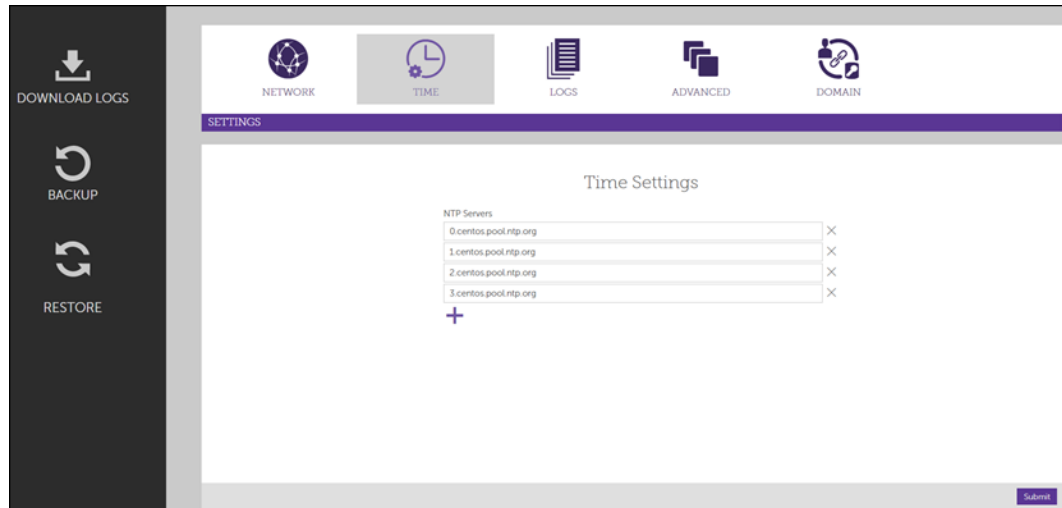 DOWNLOAD LOGS
BACKUP
RESTORE
NETWORK
TIME
LOGS
ADVANCED
DOMAIN
SETTINGS
Time Settings
NTP Servers
0.centos.pool.ntp.org
1.centos.pool.ntp.org
2.centos.pool.ntp.org
3.centos.pool.ntp.org
Submit